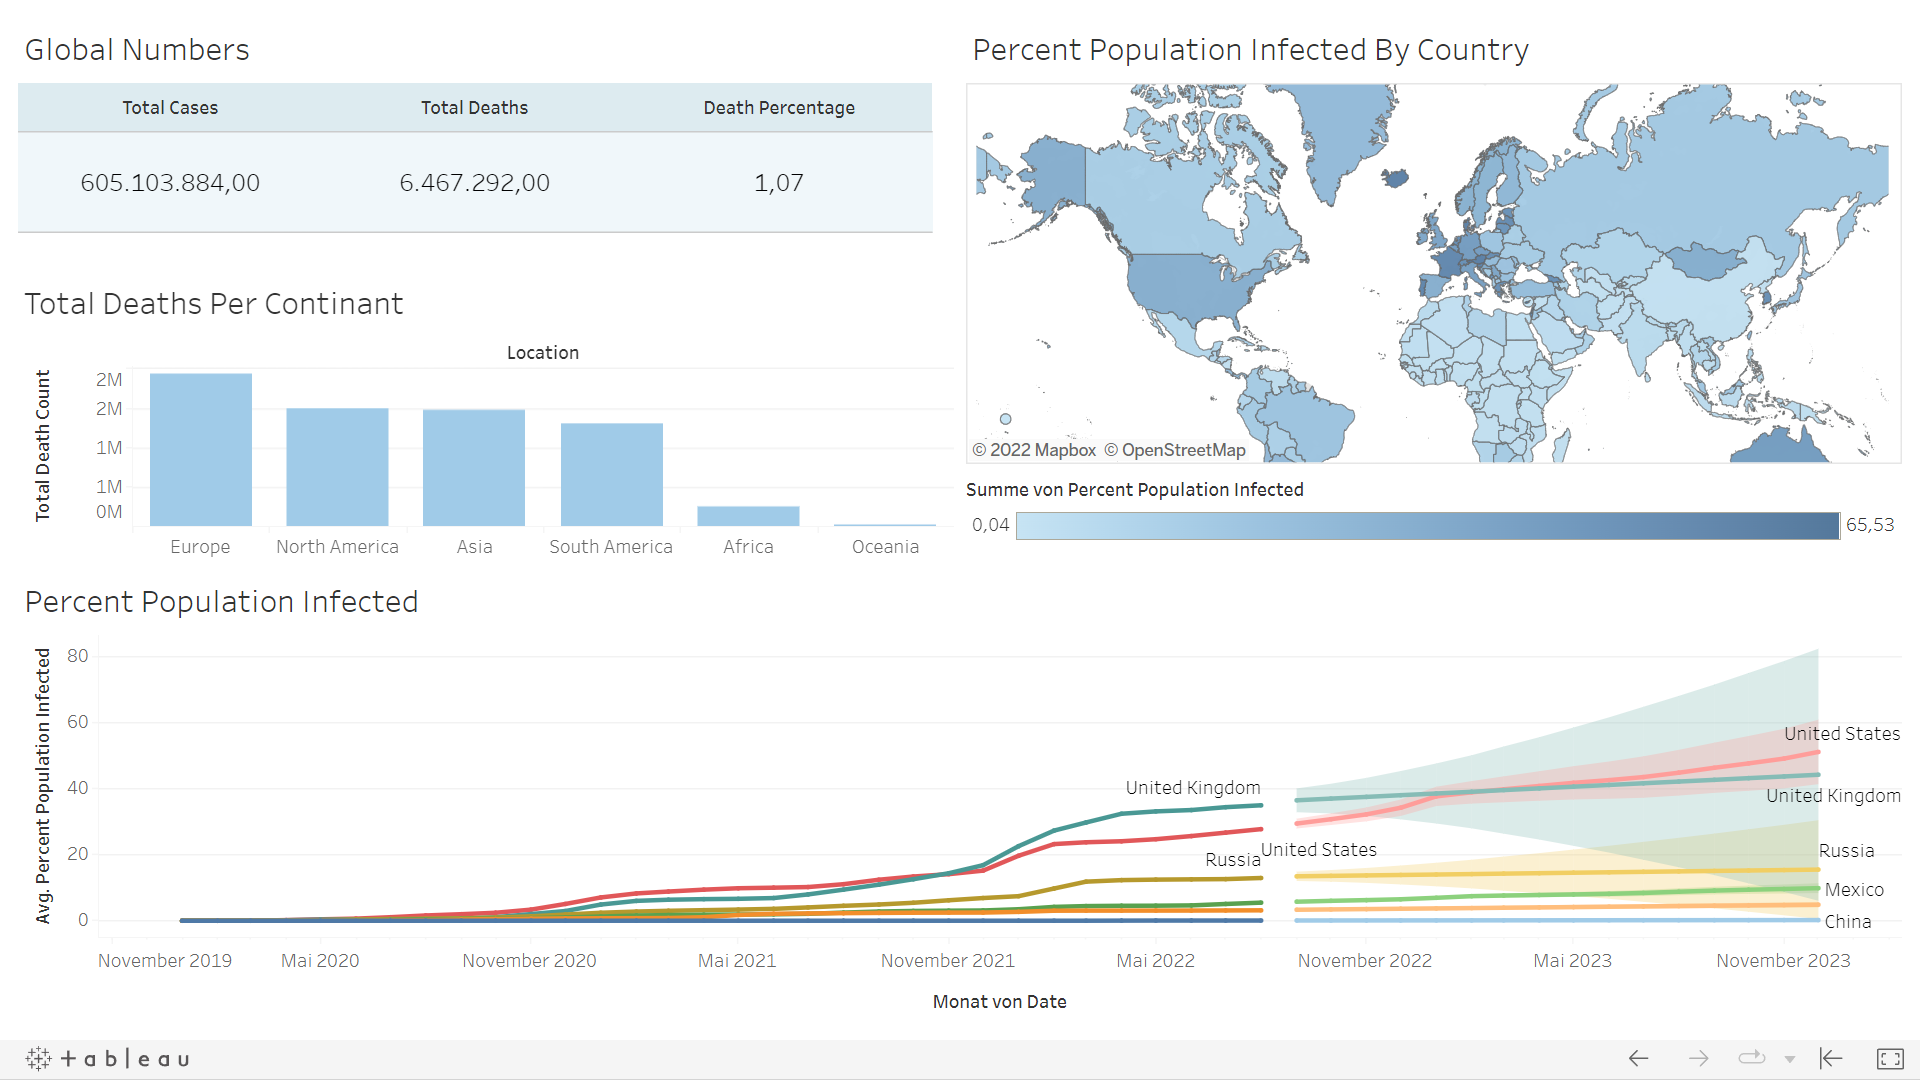 Global Numbers
Total Cases Total Deaths Death Percentage
605.103.884,00 6.467.292,00 1,07
Percent Population Infected By Country
© 2022 Mapbox © OpenStreetMap
Summe von Percent Population Infected
0,04 65,53
Total Deaths Per Continant
Location
Total Death Count
2M
2M
1M
1M
0M
Europe North America Asia South America Africa Oceania
Percent Population Infected
Avg. Percent Population Infected
80
60
40
20
0
United States
United Kingdom
United Kingdom
United States
Russia
Russia
Mexico
China
November 2019 Mai 2020 November 2020 Mai 2021 November 2021 Mai 2022 November 2022 Mai 2023 November 2023
Monat von Date
+ a b | e a u